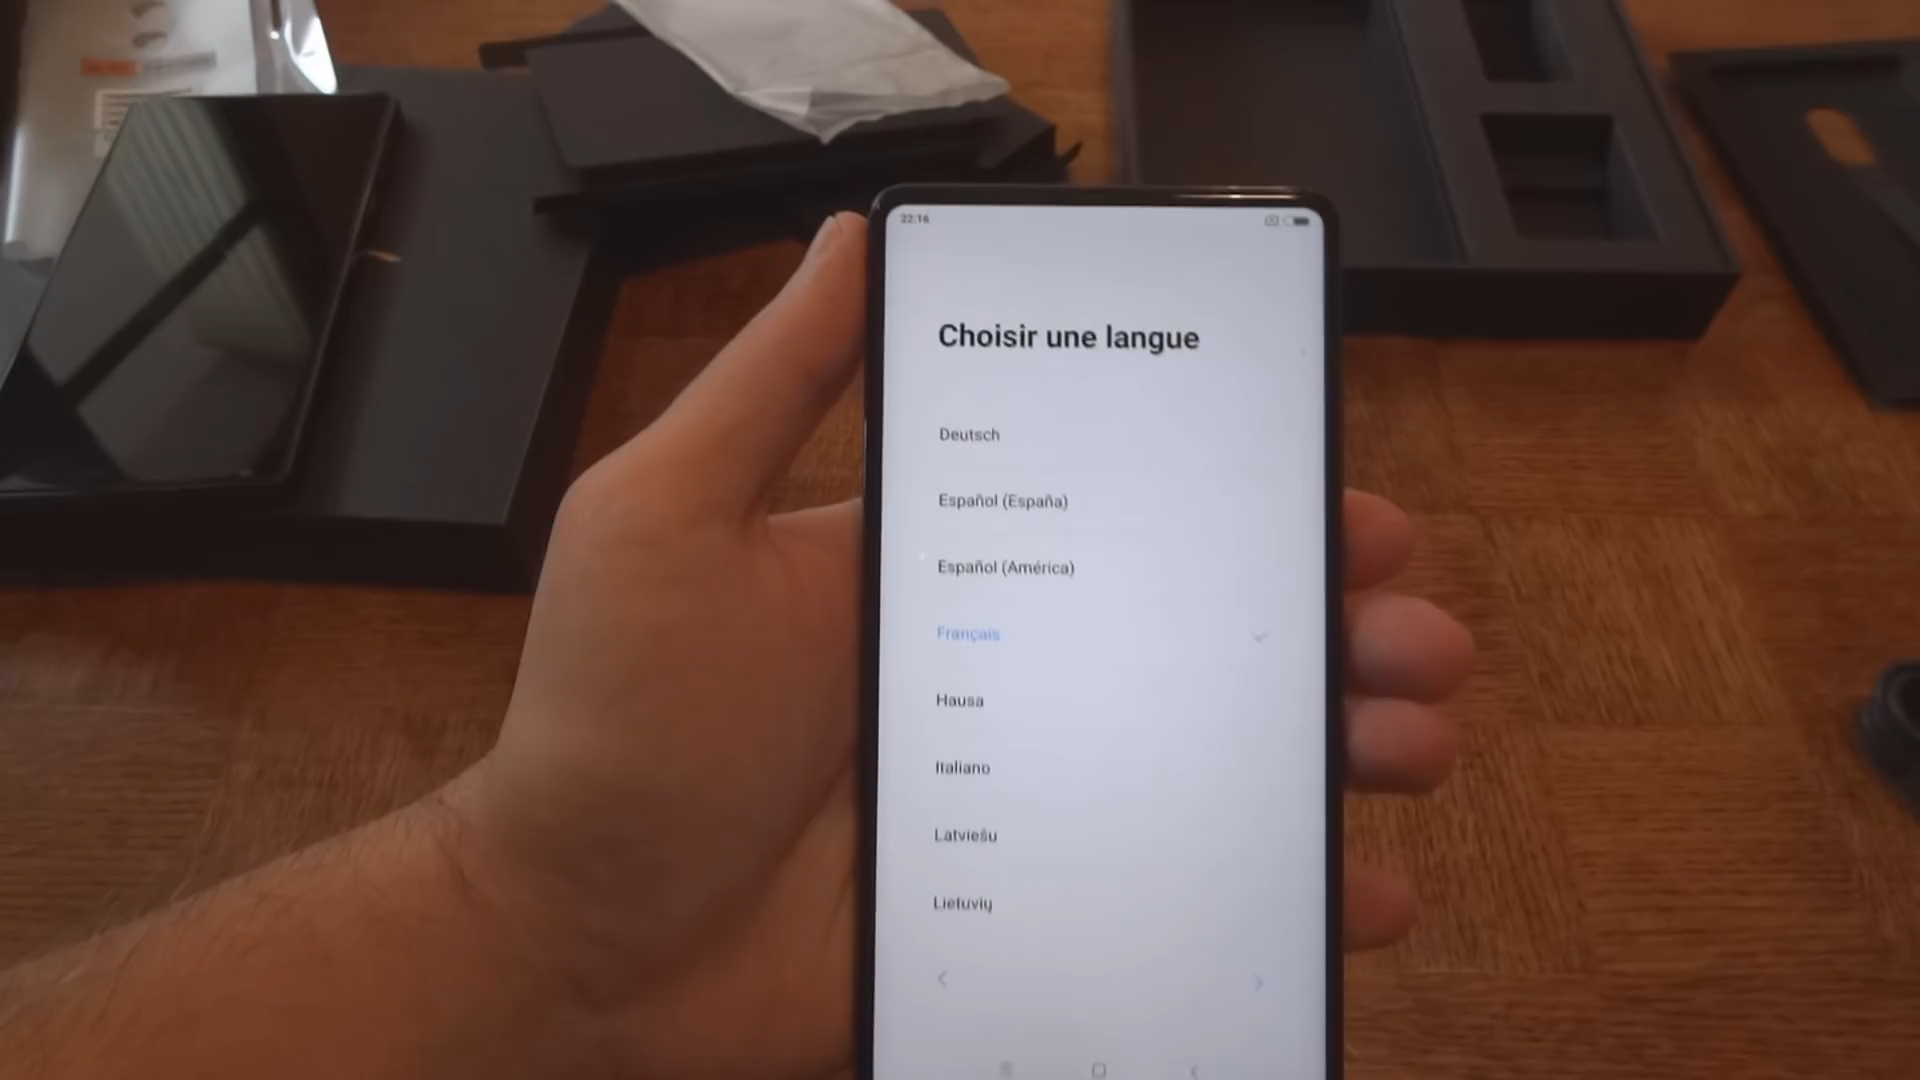 22:16
Choisir une langue
Deutsch
Español (España)
Español (América)
Français
Hausa
Italiano
Latviešu
Lietuvių